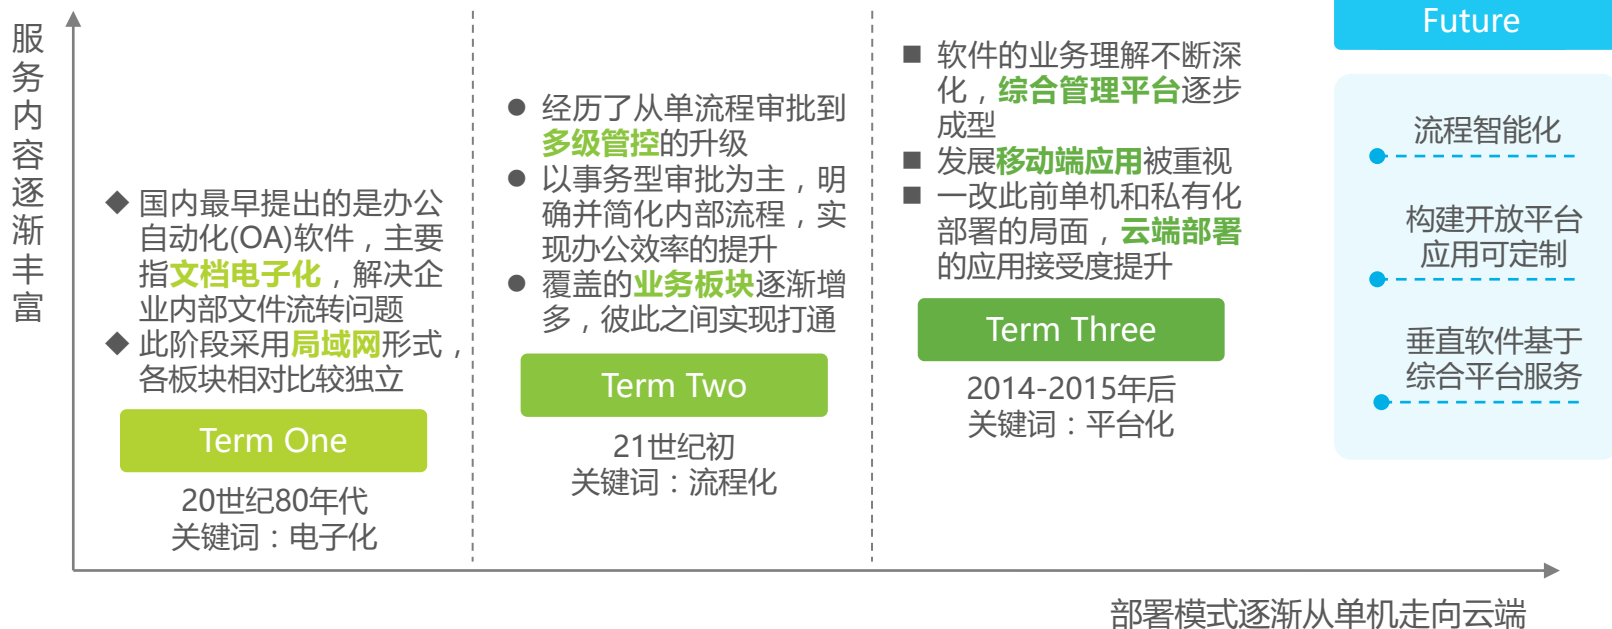 服务内容逐渐丰富
◆ 国内最早提出的是办公
自动化(OA)软件，主要
指文档电子化，解决企
业内部文件流转问题
◆ 此阶段采用局域网形式，
各板块相对比较独立
Term One
20世纪80年代
关键词：电子化
● 经历了从单流程审批到
多级管控的升级
● 以事务型审批为主，明
确并简化内部流程，实
现办公效率的提升
● 覆盖的业务板块逐渐增
多，彼此之间实现打通
Term Two
21世纪初
关键词：流程化
■ 软件的业务理解不断深
化，综合管理平台逐步
成型
■ 发展移动端应用被重视
■ 一改此前单机和私有化
部署的局面，云端部署
的应用接受度提升
Term Three
2014-2015年后
关键词：平台化
Future
流程智能化
构建开放平台
应用可定制
垂直软件基于
综合平台服务
部署模式逐渐从单机走向云端